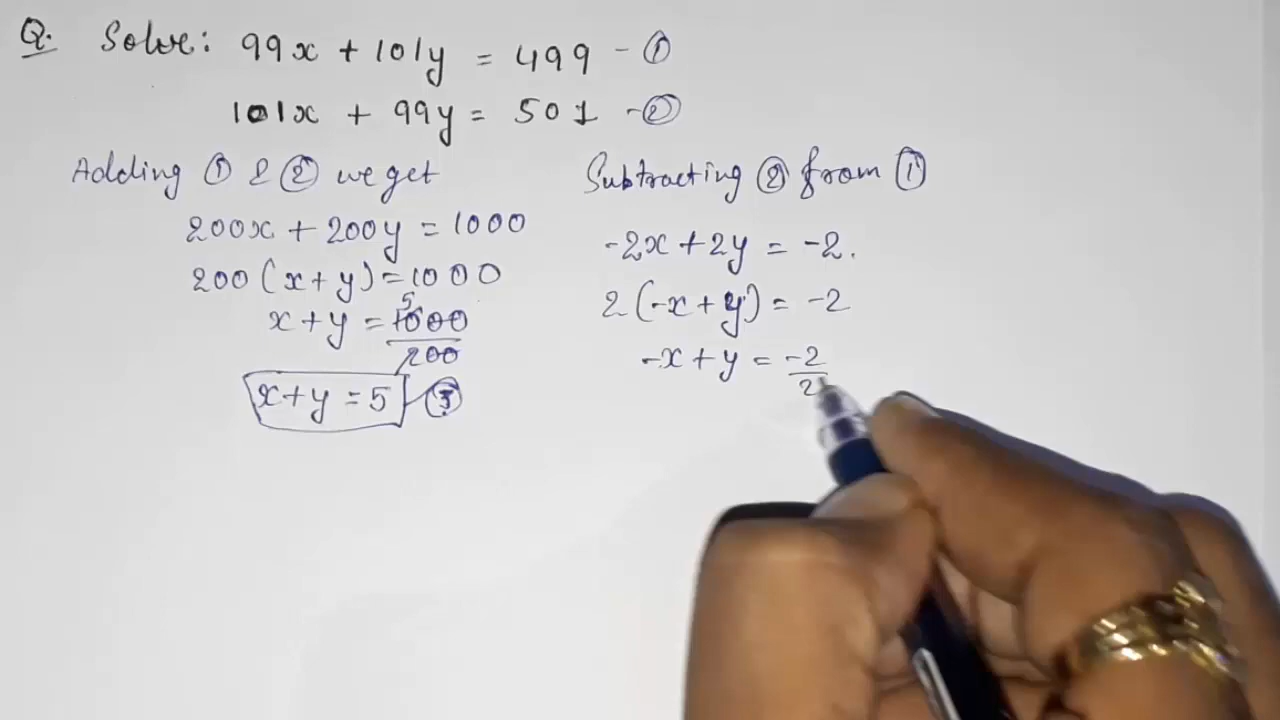 Q. Solve: 99x + 101y = 499 - ①
101x + 99y = 501 - ②
Adding ① & ② we get
200x + 200y = 1000
200 (x + y) = 1000
x + y = 1000/200 5
x + y = 5 - ③
Subtracting ② from ①
-2x + 2y = -2.
2 (-x + y) = -2
-x + y = -2/2